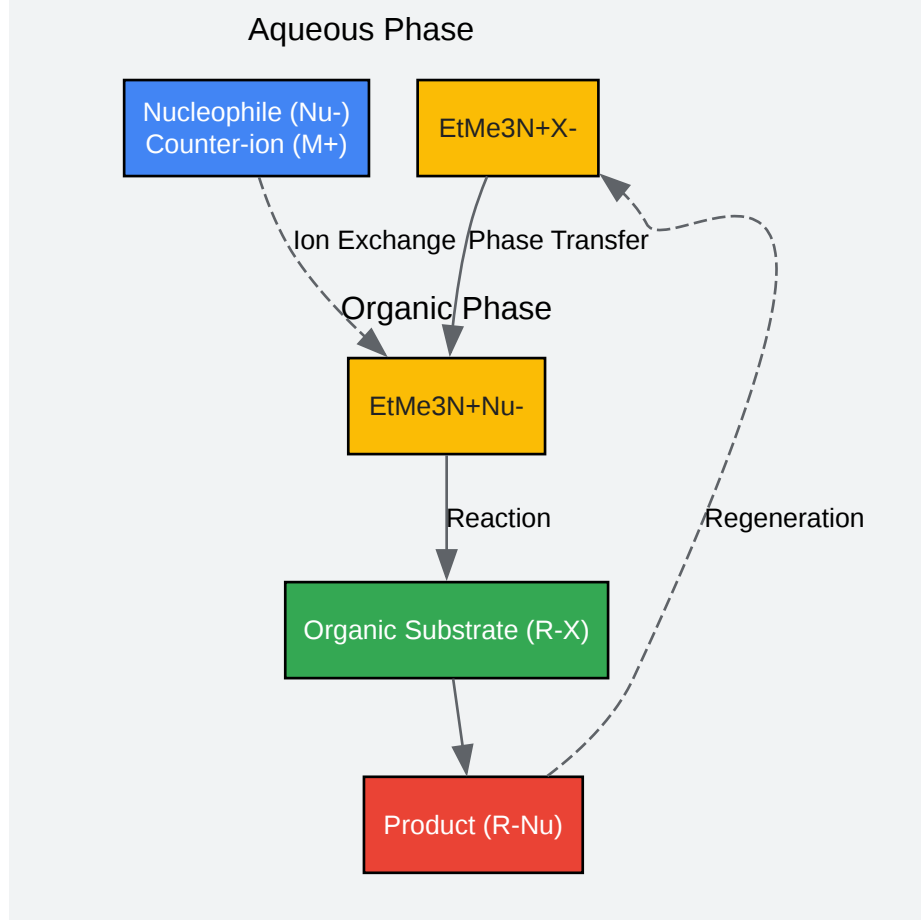 Aqueous Phase
Nucleophile (Nu-)
Counter-ion (M+)
EtMe3N+X-
Ion Exchange
Phase Transfer
Organic Phase
EtMe3N+Nu-
Reaction
Regeneration
Organic Substrate (R-X)
Product (R-Nu)